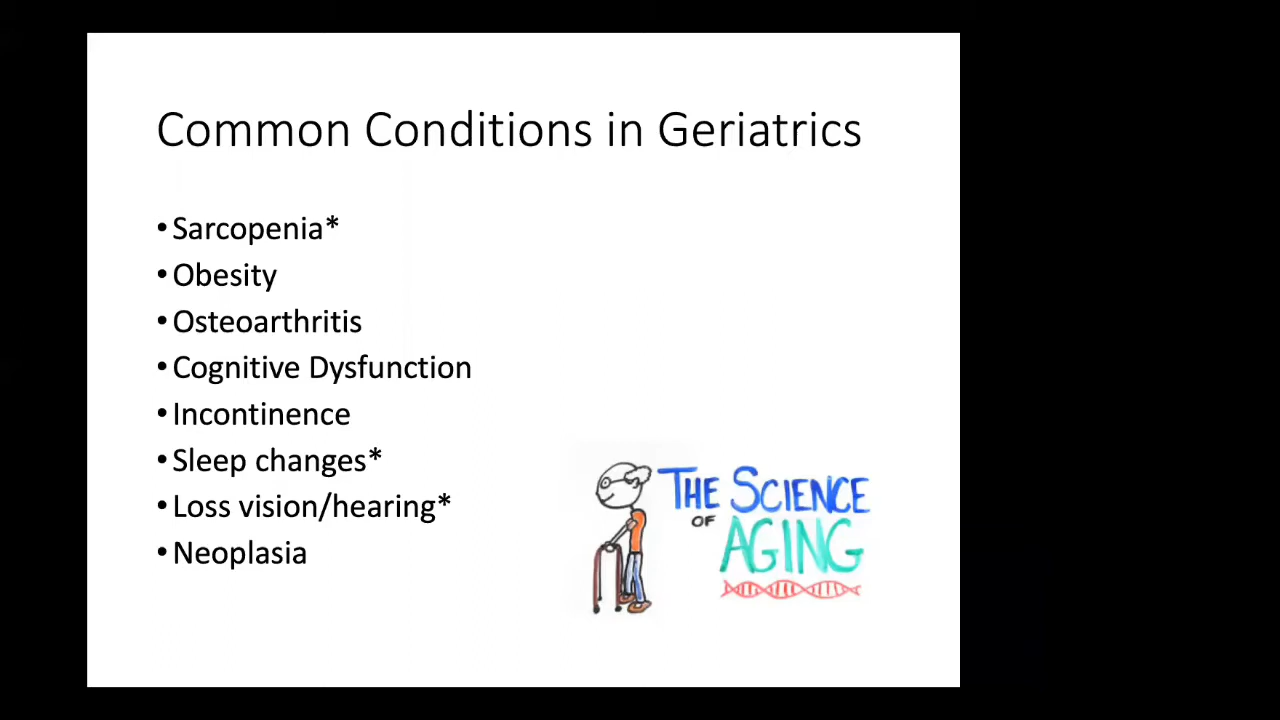 Common Conditions in Geriatrics
• Sarcopenia*
• Obesity
• Osteoarthritis
• Cognitive Dysfunction
• Incontinence
• Sleep changes*
• Loss vision/hearing*
• Neoplasia
THE SCIENCE
OF AGING